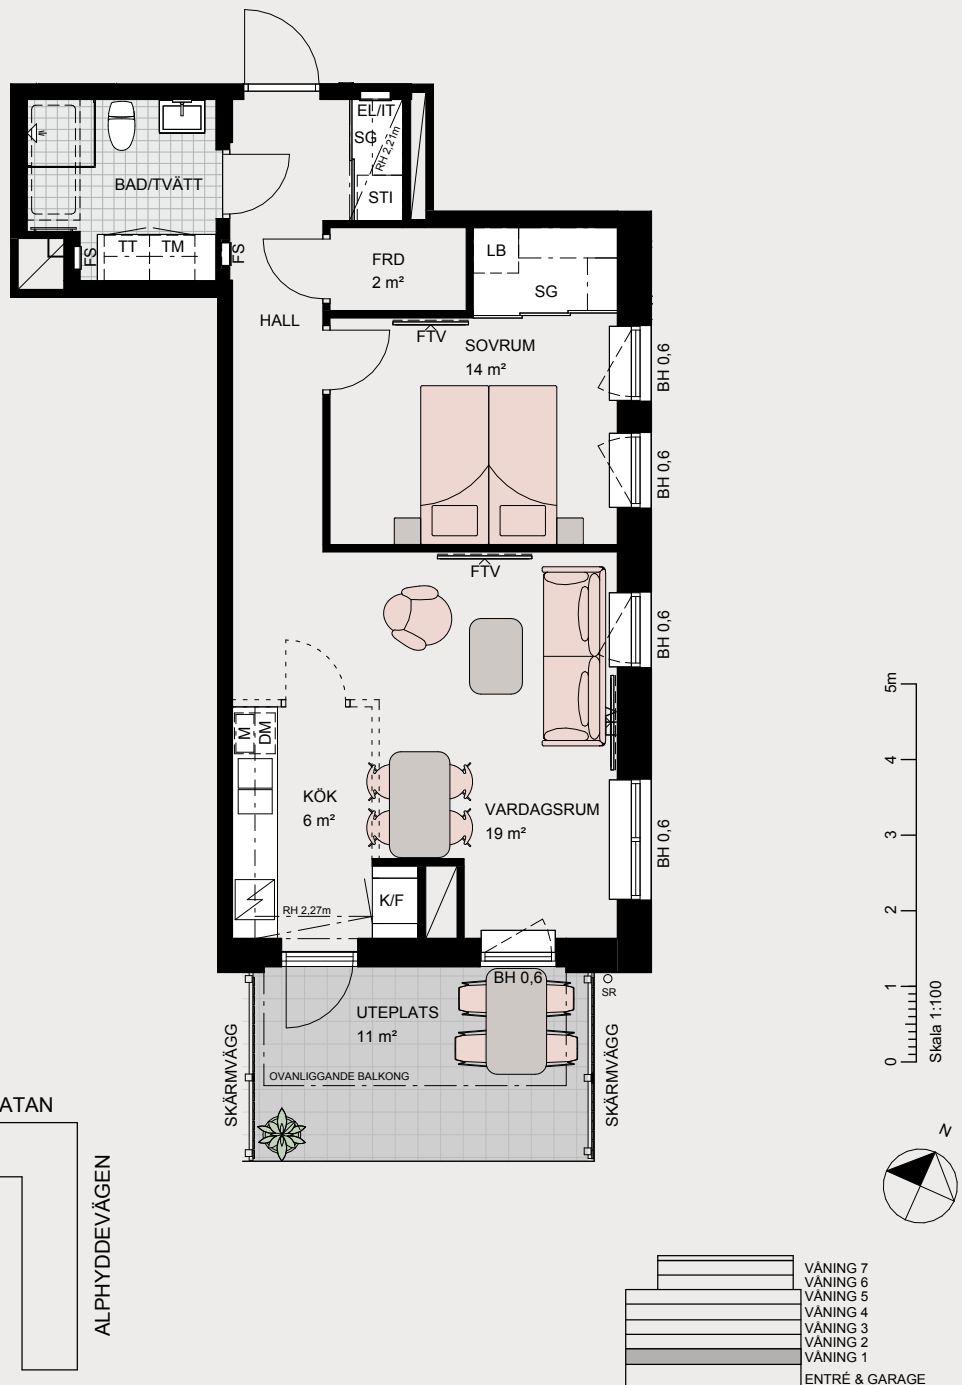 EL/IT
SG
RH 2,21m
STI
BAD/TVÄTT
TT
TM
FS
FS
FRD
2 m²
LB
SG
HALL
FTV
SOVRUM
14 m²
BH 0,6
BH 0,6
FTV
BH 0,6
M
DM
KÖK
6 m²
VARDAGSRUM
19 m²
BH 0,6
K/F
RH 2,27m
BH 0,6
SR
UTEPLATS
11 m²
OVANLIGGANDE BALKONG
SKÄRMVÄGG
SKÄRMVÄGG
5m
4
3
2
1
0
Skala 1:100
N
ATAN
ALPHYDDEVÄGEN
VÅNING 7
VÅNING 6
VÅNING 5
VÅNING 4
VÅNING 3
VÅNING 2
VÅNING 1
ENTRÉ & GARAGE